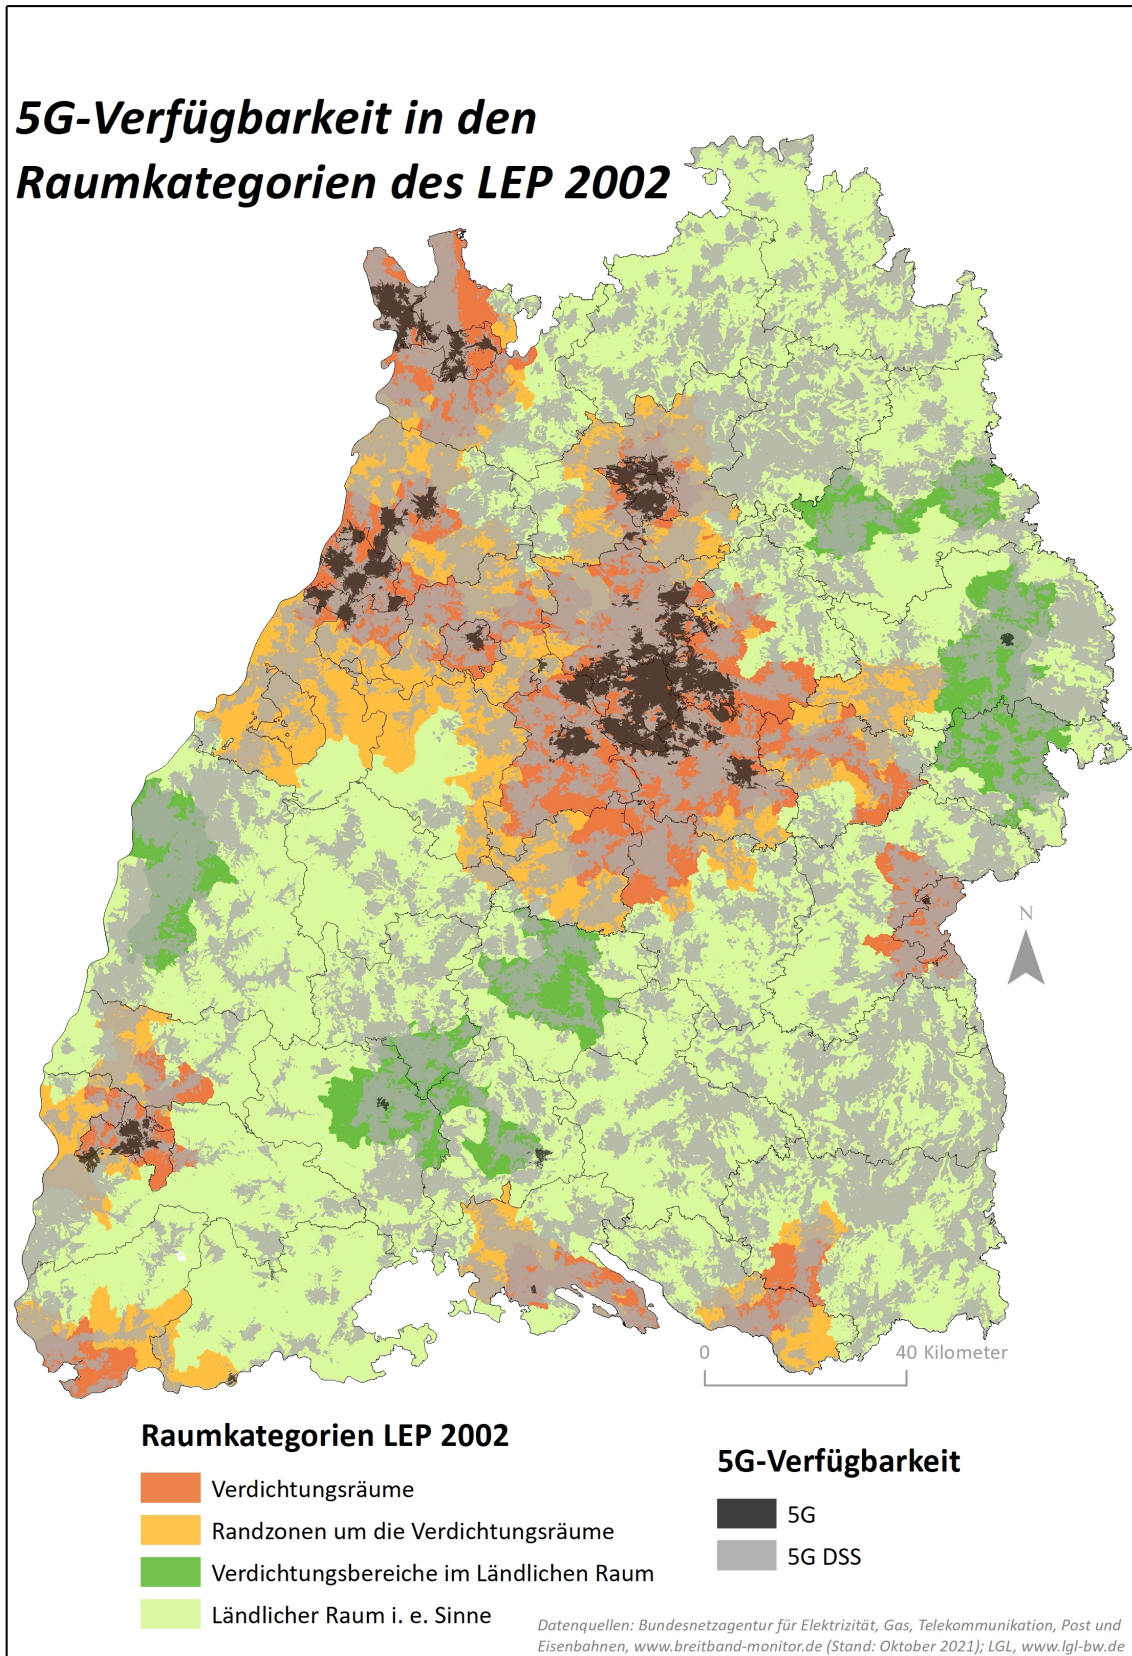 5G-Verfügbarkeit in den
Raumkategorien des LEP 2002
N
0 40 Kilometer
Raumkategorien LEP 2002
Verdichtungsräume
Randzonen um die Verdichtungsräume
Verdichtungsbereiche im Ländlichen Raum
Ländlicher Raum i. e. Sinne
5G-Verfügbarkeit
5G
5G DSS
Datenquellen: Bundesnetzagentur für Elektrizität, Gas, Telekommunikation, Post und
Eisenbahnen, www.breitband-monitor.de (Stand: Oktober 2021); LGL, www.lgl-bw.de